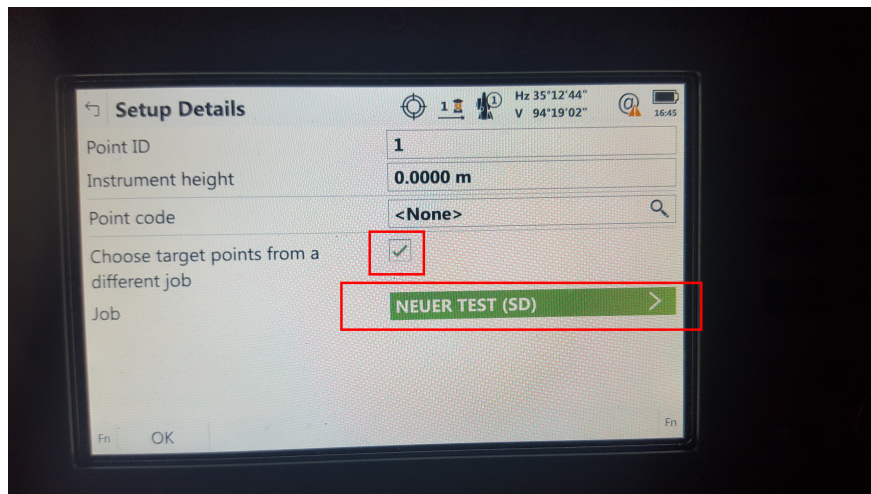 Setup Details
1
1
Hz 35°12'44"
V 94°19'02"
@
16:45
Point ID
1
Instrument height
0.0000 m
Point code
<None>
Choose target points from a
different job
Job
NEUER TEST (SD)
Fn OK
Fn